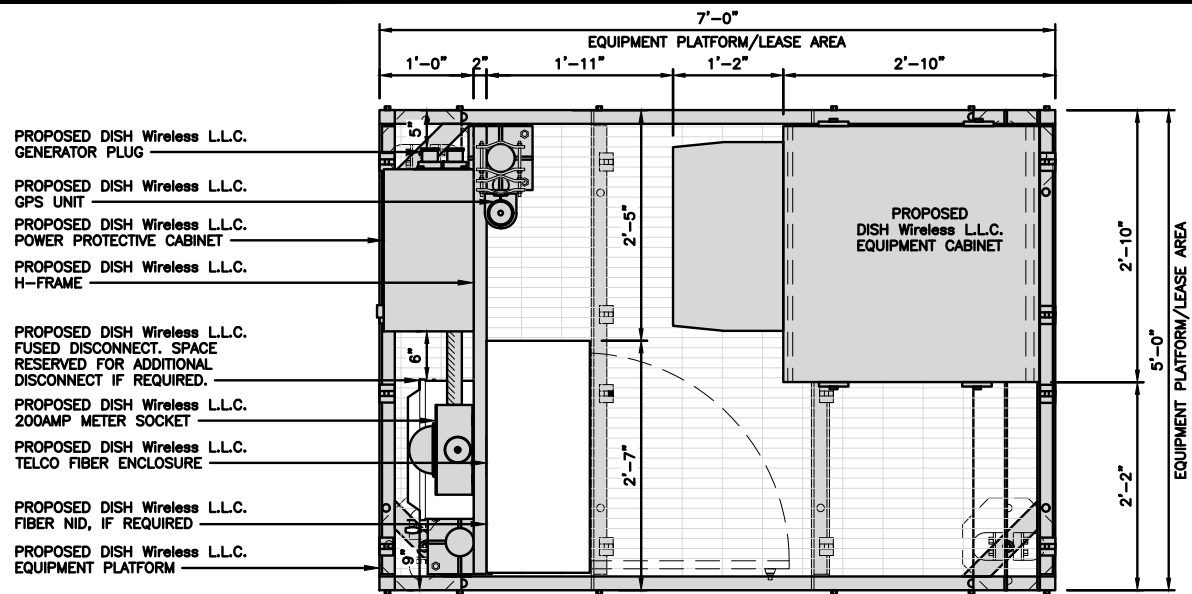 7'-0"
EQUIPMENT PLATFORM/LEASE AREA
1'-0"
2"
1'-11"
1'-2"
2'-10"
PROPOSED DISH Wireless L.L.C.
GENERATOR PLUG
PROPOSED DISH Wireless L.L.C.
GPS UNIT
PROPOSED DISH Wireless L.L.C.
POWER PROTECTIVE CABINET
PROPOSED DISH Wireless L.L.C.
H-FRAME
PROPOSED DISH Wireless L.L.C.
FUSED DISCONNECT. SPACE
RESERVED FOR ADDITIONAL
DISCONNECT IF REQUIRED.
PROPOSED DISH Wireless L.L.C.
200AMP METER SOCKET
PROPOSED DISH Wireless L.L.C.
TELCO FIBER ENCLOSURE
PROPOSED DISH Wireless L.L.C.
FIBER NID, IF REQUIRED
PROPOSED DISH Wireless L.L.C.
EQUIPMENT PLATFORM
5"
6"
9"
2'-5"
2'-7"
PROPOSED
DISH Wireless L.L.C.
EQUIPMENT CABINET
2'-10"
2'-2"
5'-0"
EQUIPMENT PLATFORM/LEASE AREA